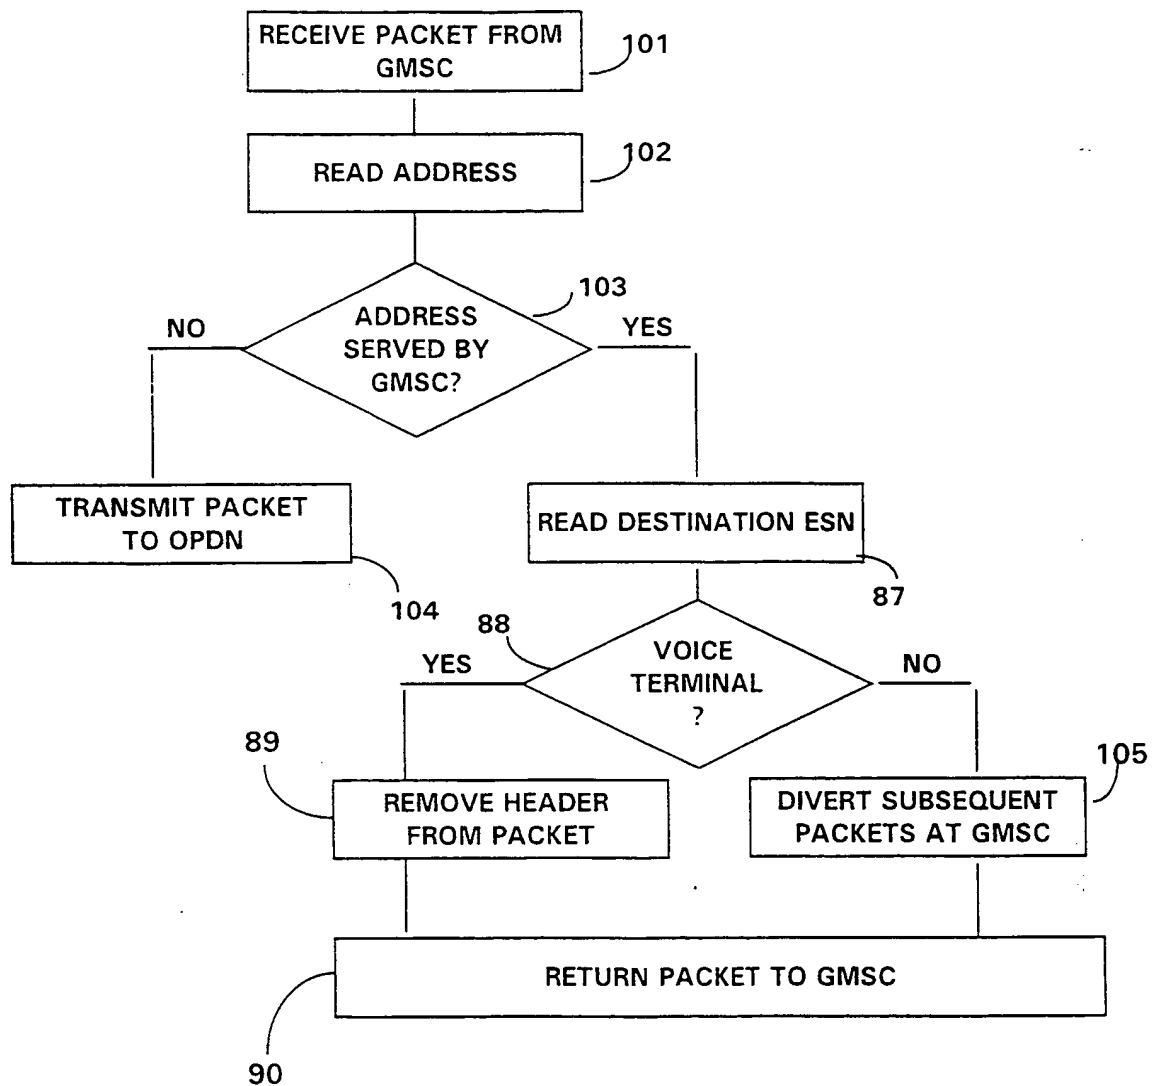 RECEIVE PACKET FROM
GMSC
101
READ ADDRESS
102
103
ADDRESS
SERVED BY
GMSC?
NO
YES
TRANSMIT PACKET
TO OPDN
104
READ DESTINATION ESN
87
88
VOICE
TERMINAL
?
YES
NO
89
REMOVE HEADER
FROM PACKET
105
DIVERT SUBSEQUENT
PACKETS AT GMSC
RETURN PACKET TO GMSC
90